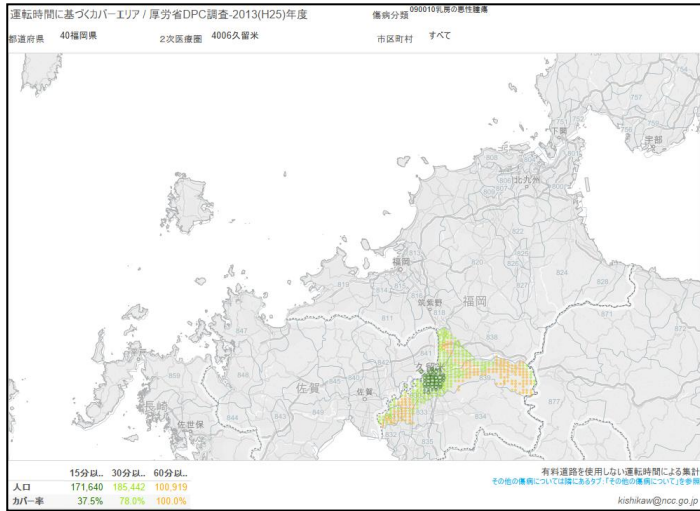 運転時間に基づくカバーエリア / 厚労省DPC調査-2013(H25)年度 傷病分類 090010乳房の悪性腫瘍
都道府県 40福岡県 2次医療圏 4006久留米 市区町村 すべて
下関
宇部
北九州
福岡
筑紫野
福岡
久留
佐賀
佐賀
長崎
佐世保
15分以.. 30分以.. 60分以..
人口 171,640 185,442 100,919
カバー率 37.5% 78.0% 100.0%
有料道路を使用しない運転時間による集計
その他の傷病については隣にあるタブ:「その他の傷病について」を参照
kishikaw@ncc.go.jp